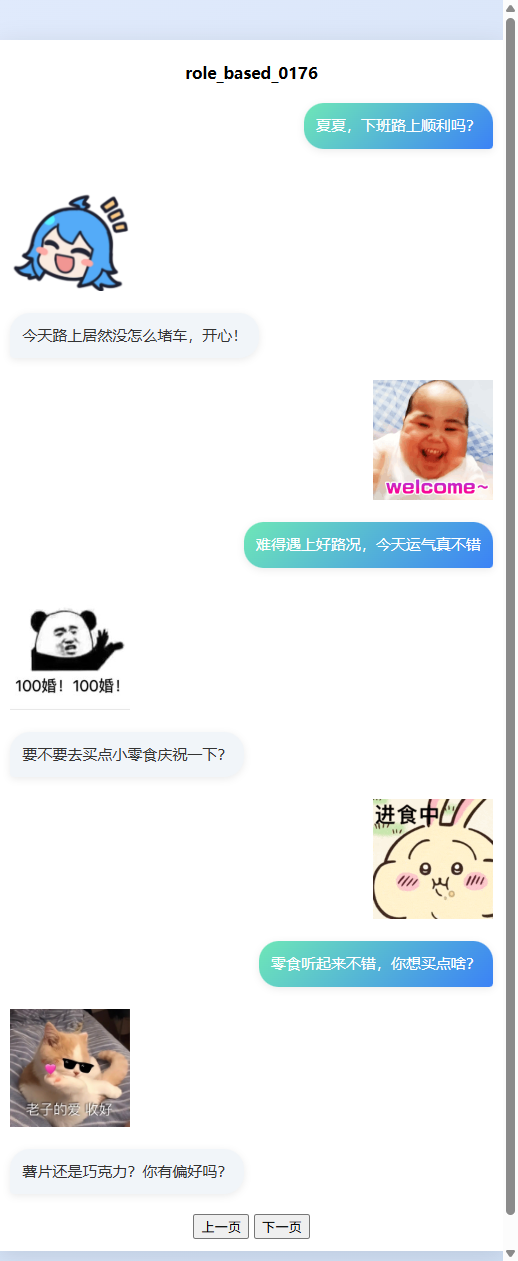 role_based_0176
夏夏，下班路上顺利吗？
今天路上居然没怎么堵车，开心！
welcome~
难得遇上好路况，今天运气真不错
100婚！100婚！
要不要去买点小零食庆祝一下？
进食中
零食听起来不错，你想买点啥？
老子的爱 收好
薯片还是巧克力？你有偏好吗？
上一页 下一页